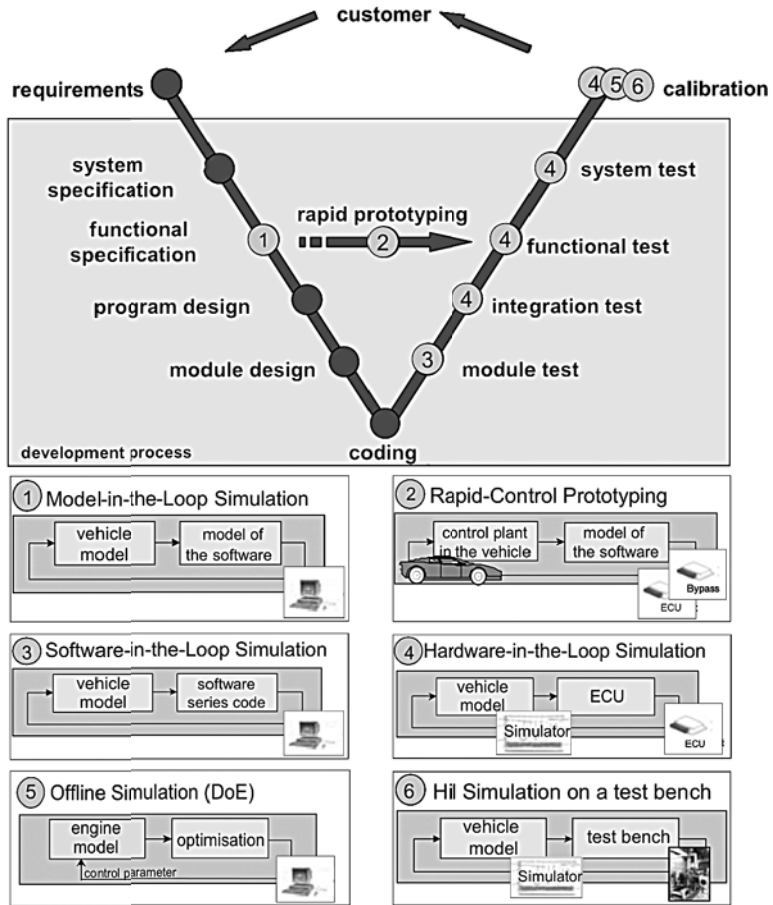 customer
requirements
4 5 6
calibration
system
specification
4
system test
functional
specification
1
rapid prototyping
2
4
functional test
program design
4
integration test
module design
3
module test
coding
development process
1 Model-in-the-Loop Simulation
vehicle
model
model of
the software
2 Rapid-Control Prototyping
control plant
in the vehicle
model of
the software
Bypass
ECU
3 Software-in-the-Loop Simulation
vehicle
model
software
series code
4 Hardware-in-the-Loop Simulation
vehicle
model
ECU
Simulator
ECU
5 Offline Simulation (DoE)
engine
model
optimisation
control parameter
6 Hil Simulation on a test bench
vehicle
model
test bench
Simulator